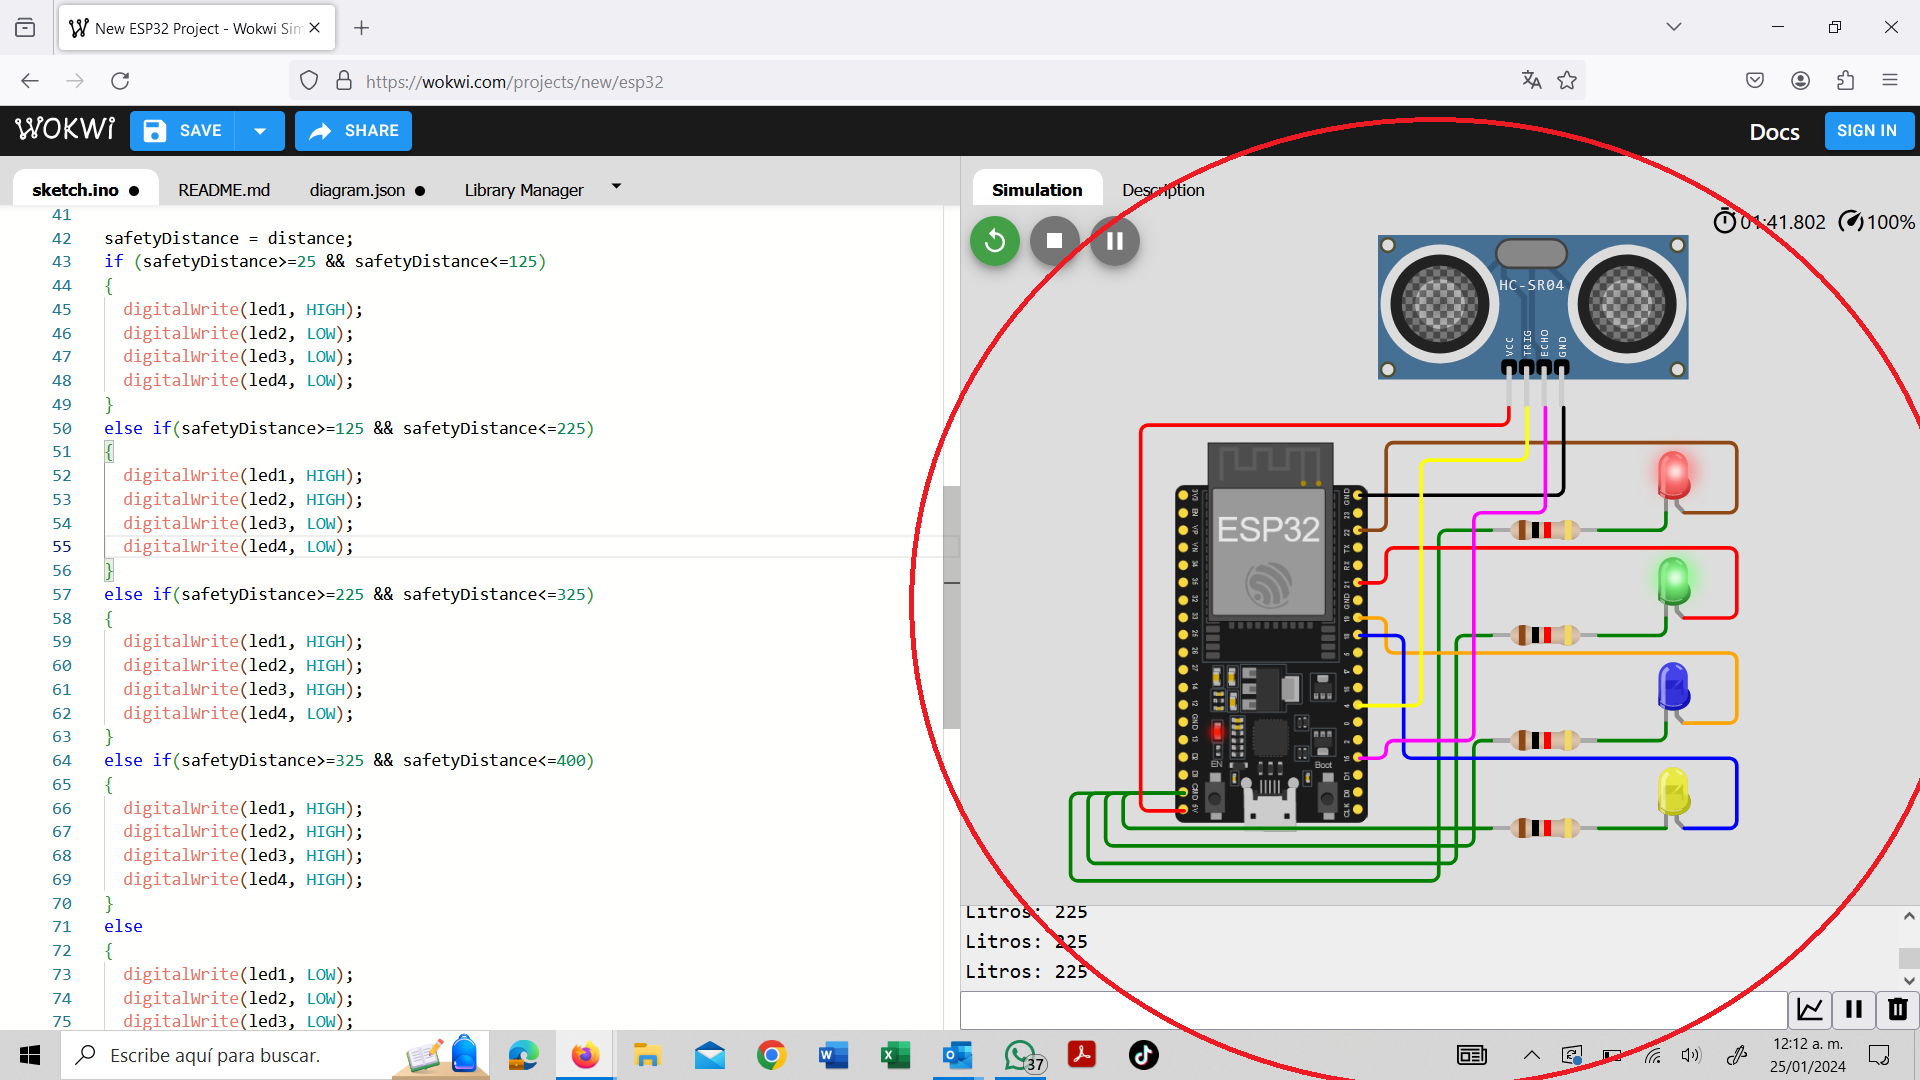 New ESP32 Project - Wokwi Sim
https://wokwi.com/projects/new/esp32
WOKWi
SAVE
SHARE
Docs
SIGN IN
sketch.ino
README.md
diagram.json
Library Manager
Simulation
Description
01:41.802
100%
41
42 safetyDistance = distance;
43 if (safetyDistance>=25 && safetyDistance<=125)
44 {
45 digitalWrite(led1, HIGH);
46 digitalWrite(led2, LOW);
47 digitalWrite(led3, LOW);
48 digitalWrite(led4, LOW);
49 }
50 else if(safetyDistance>=125 && safetyDistance<=225)
51 {
52 digitalWrite(led1, HIGH);
53 digitalWrite(led2, HIGH);
54 digitalWrite(led3, LOW);
55 digitalWrite(led4, LOW);
56 }
57 else if(safetyDistance>=225 && safetyDistance<=325)
58 {
59 digitalWrite(led1, HIGH);
60 digitalWrite(led2, HIGH);
61 digitalWrite(led3, HIGH);
62 digitalWrite(led4, LOW);
63 }
64 else if(safetyDistance>=325 && safetyDistance<=400)
65 {
66 digitalWrite(led1, HIGH);
67 digitalWrite(led2, HIGH);
68 digitalWrite(led3, HIGH);
69 digitalWrite(led4, HIGH);
70 }
71 else
72 {
73 digitalWrite(led1, LOW);
74 digitalWrite(led2, LOW);
75 digitalWrite(led3, LOW);
HC-SR04
VCC
TRIG
ECHO
GND
ESP32
EN
Boot
Litros: 225
Litros: 225
Litros: 225
Escribe aquí para buscar.
37
12:12 a. m.
25/01/2024